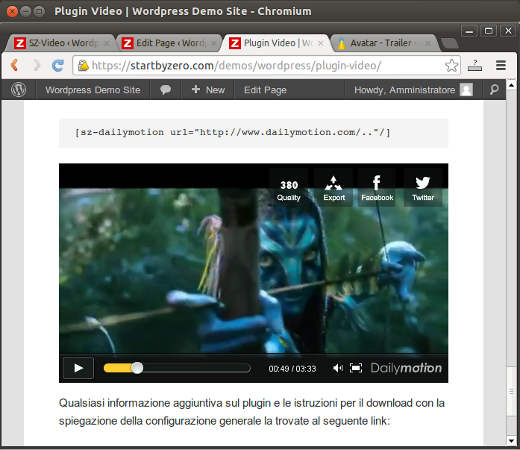 Plugin Video | Wordpress Demo Site - Chromium
SZ-Video ‹ Wordp
Edit Page ‹ Wordp
Plugin Video | Wo
Avatar - Trailer -
https://startbyzero.com/demos/wordpress/plugin-video/
Wordpress Demo Site
+ New
Edit Page
Howdy, Amministratore
[sz-dailymotion url="http://www.dailymotion.com/.."/]
380
Quality
Export
Facebook
Twitter
00:49 / 03:33
Dailymotion
Qualsiasi informazione aggiuntiva sul plugin e le istruzioni per il download con la
spiegazione della configurazione generale la trovate al seguente link: